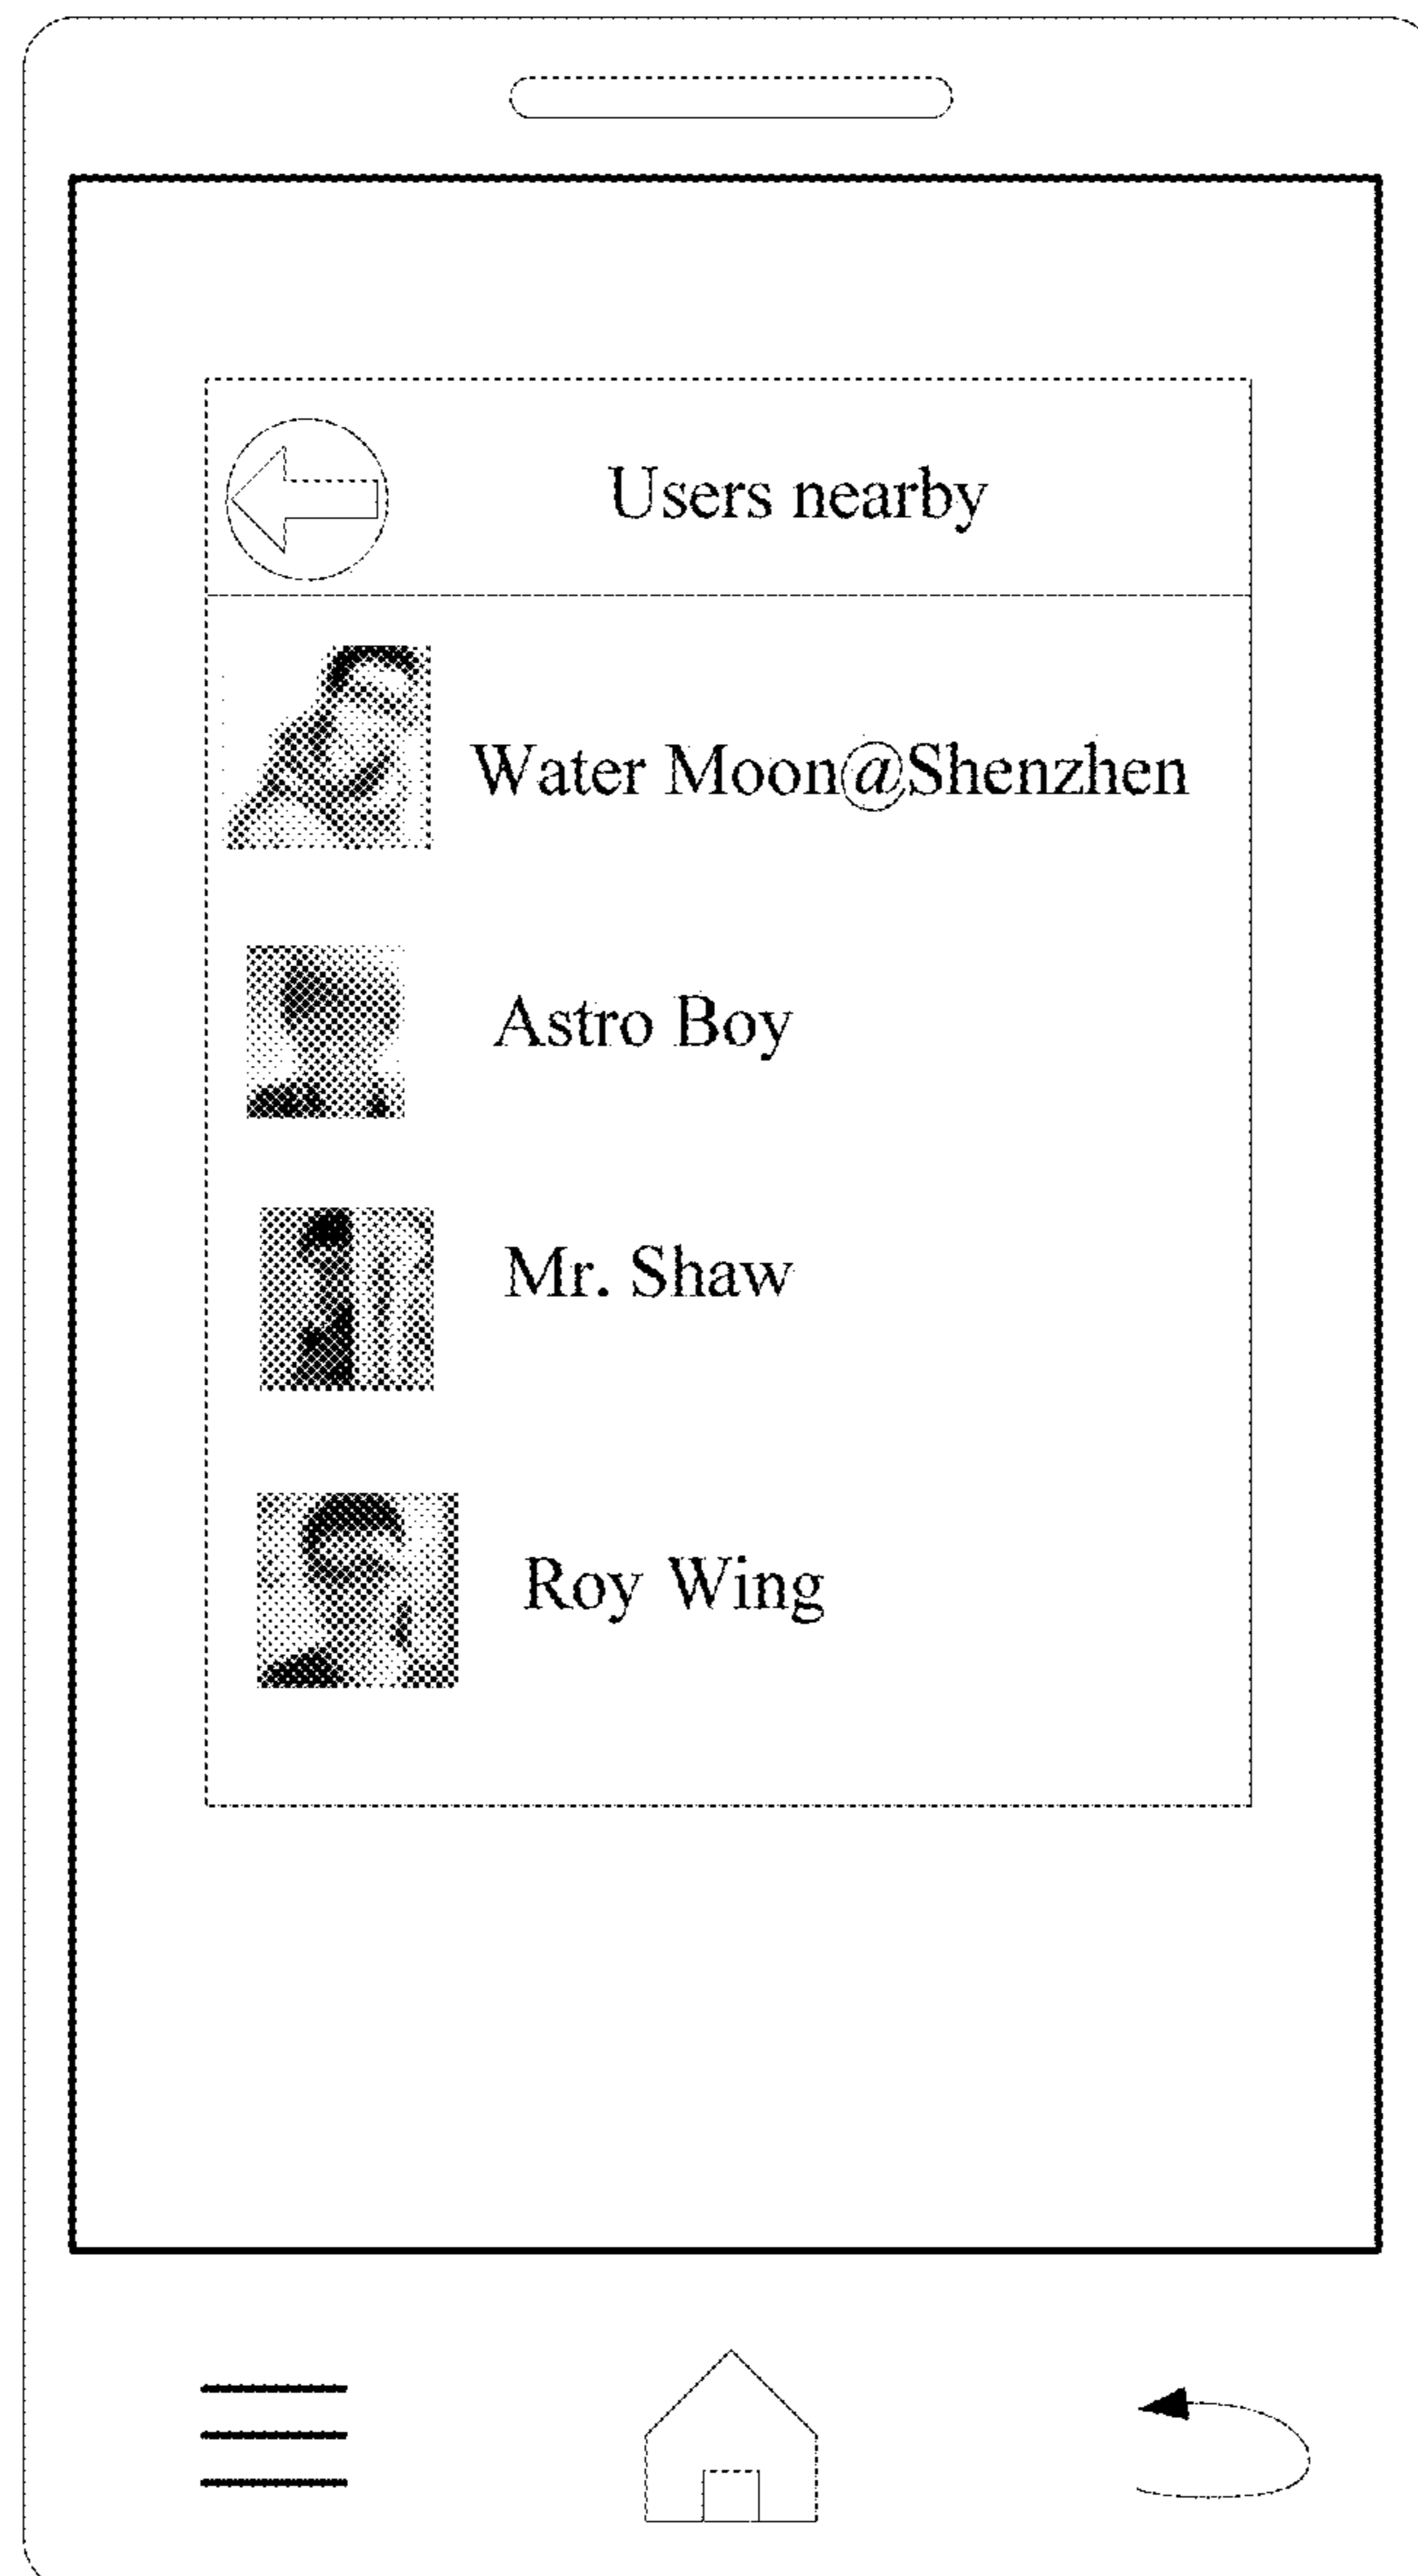 Users nearby
Water Moon@Shenzhen
Astro Boy
Mr. Shaw
Roy Wing